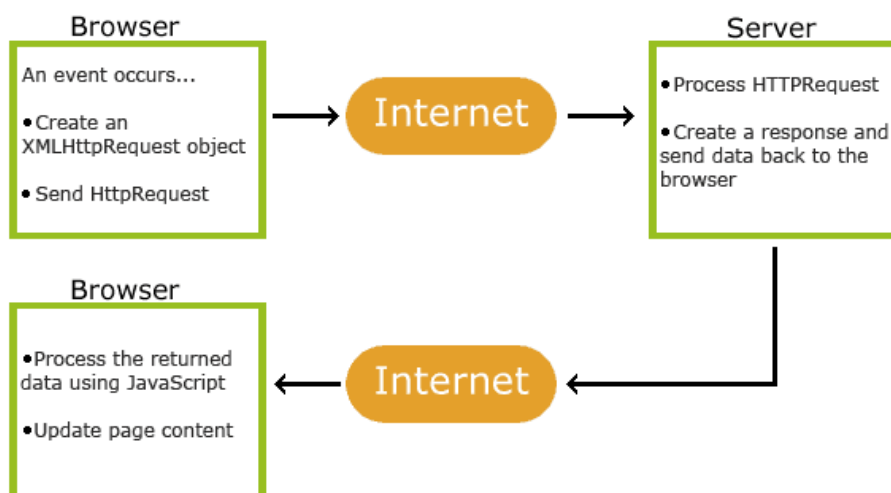 Browser
An event occurs...
•Create an
XMLHttpRequest object
• Send HttpRequest
Internet
Server
•Process HTTPRequest
•Create a response and
send data back to the
browser
Browser
•Process the returned
data using JavaScript
•Update page content
Internet